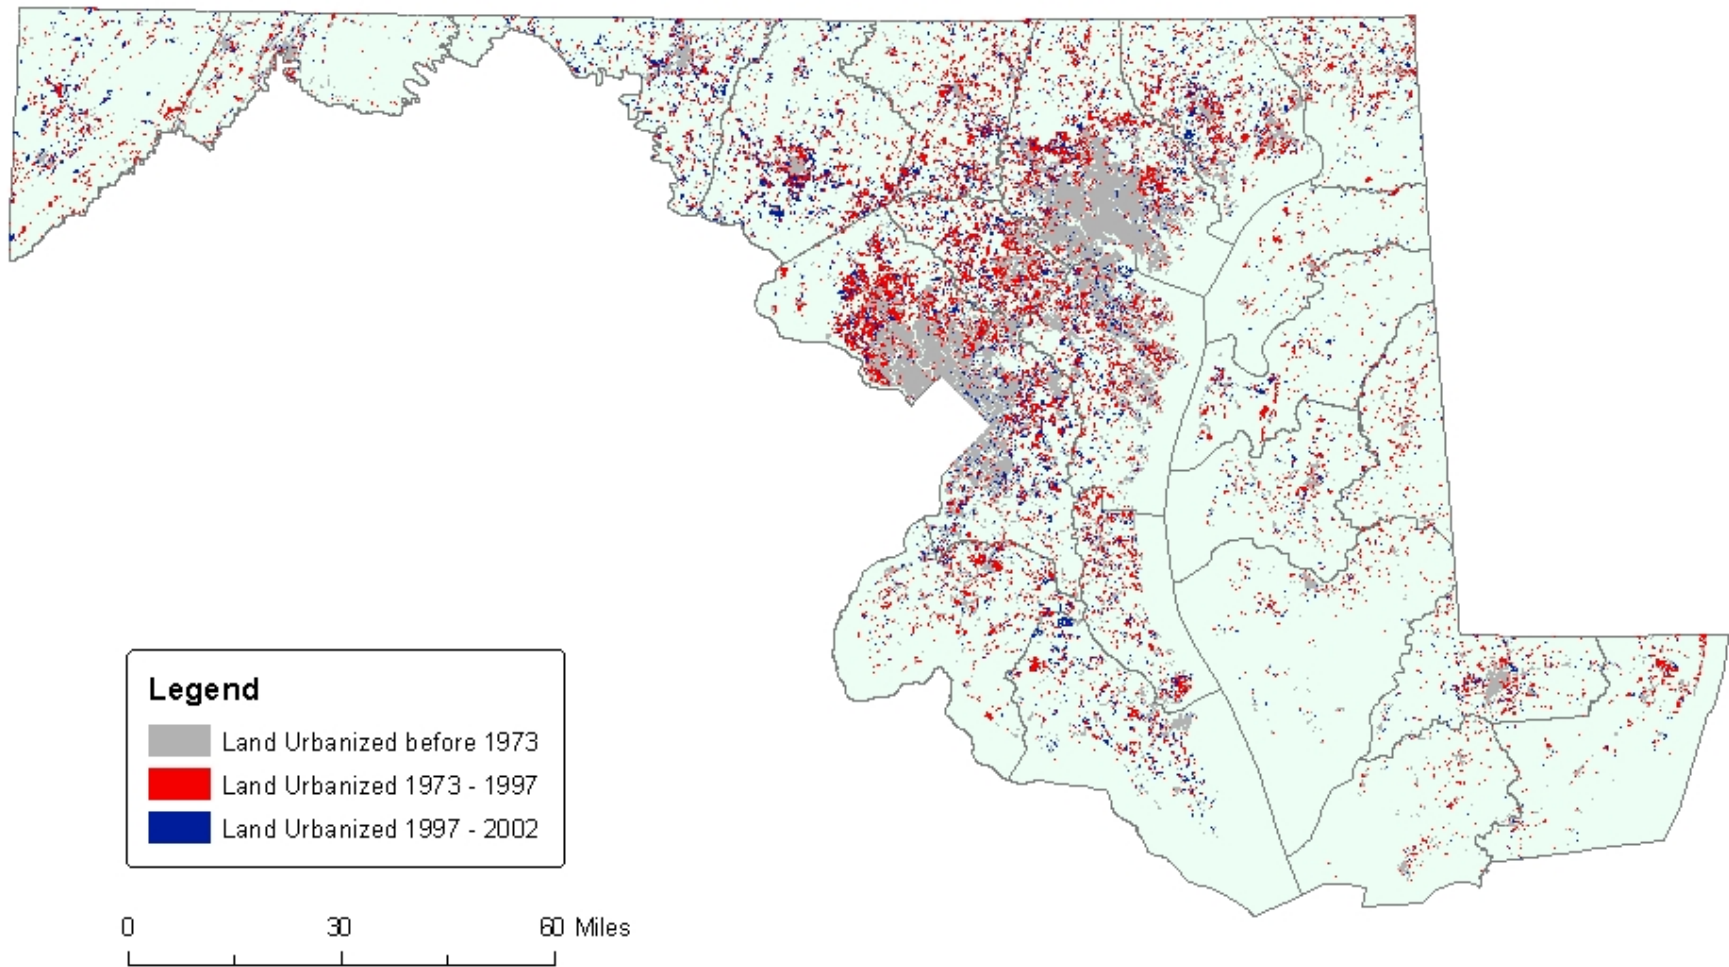 Legend
Land Urbanized before 1973
Land Urbanized 1973 - 1997
Land Urbanized 1997 - 2002
0 30 60 Miles